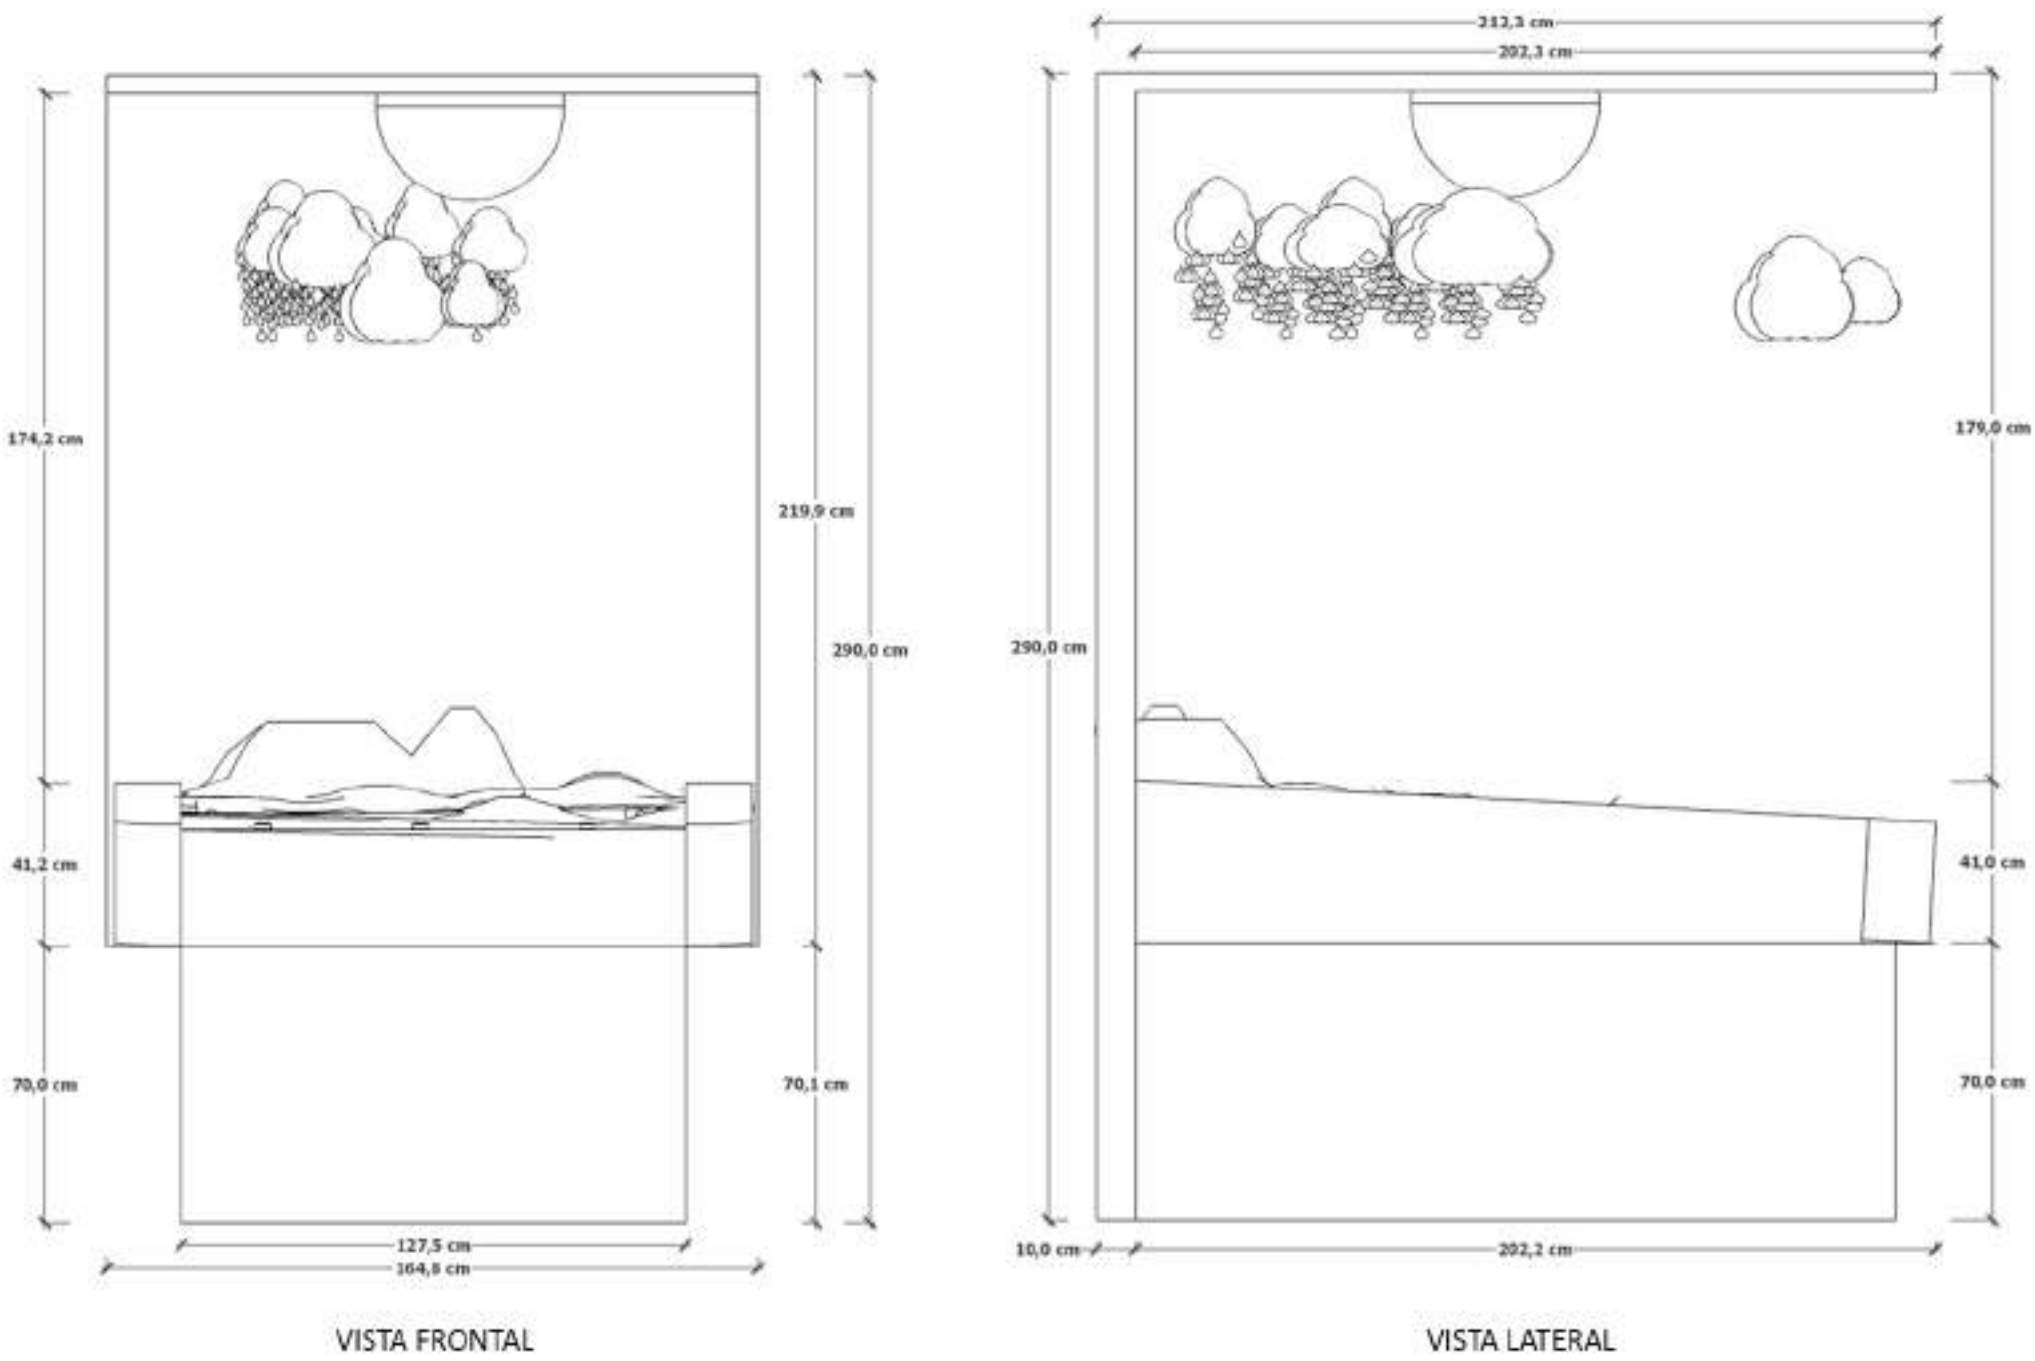 212,3 cm
202,3 cm
174,2 cm
179,0 cm
219,9 cm
290,0 cm
290,0 cm
41,2 cm
41,0 cm
70,0 cm
70,1 cm
70,0 cm
127,5 cm
10,0 cm
202,2 cm
164,8 cm
VISTA FRONTAL
VISTA LATERAL